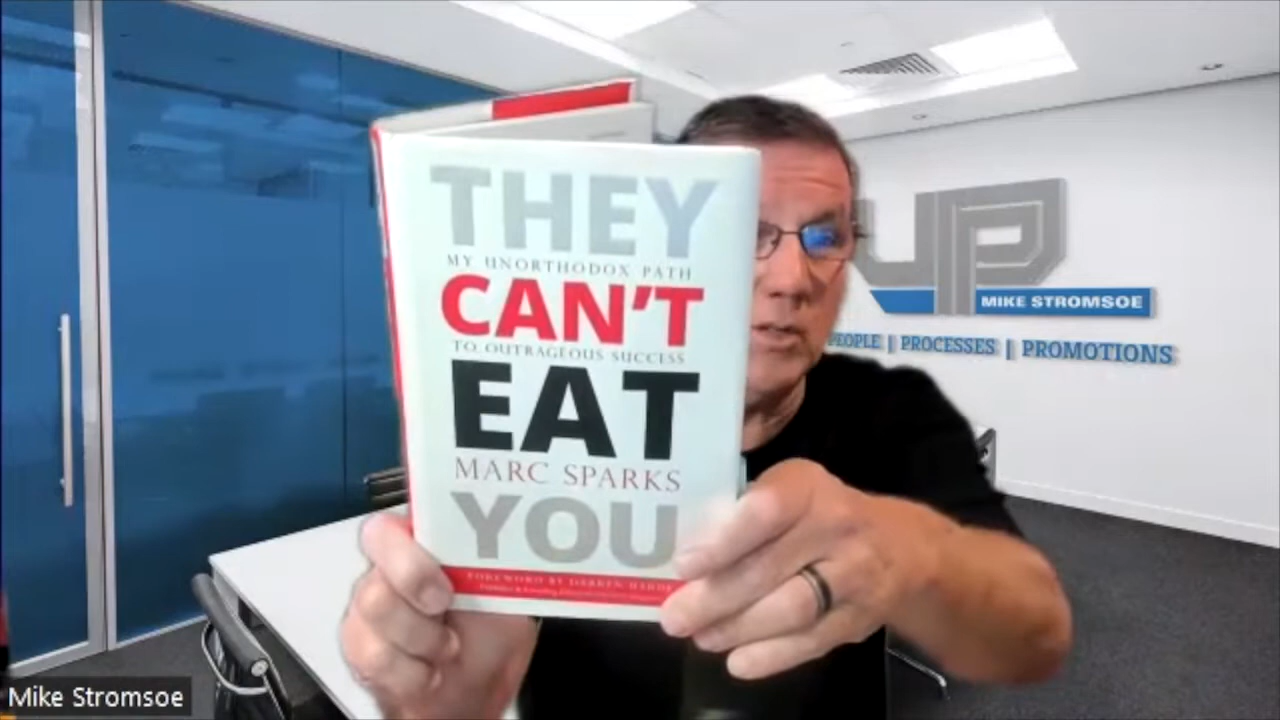 THEY
MY UNORTHODOX PATH
CAN'T
TO OUTRAGEOUS SUCCESS
EAT
MARC SPARKS
YOU
FOREWORD BY DARREN
UP
MIKE STROMSOE
PEOPLE | PROCESSES | PROMOTIONS
Mike Stromsoe